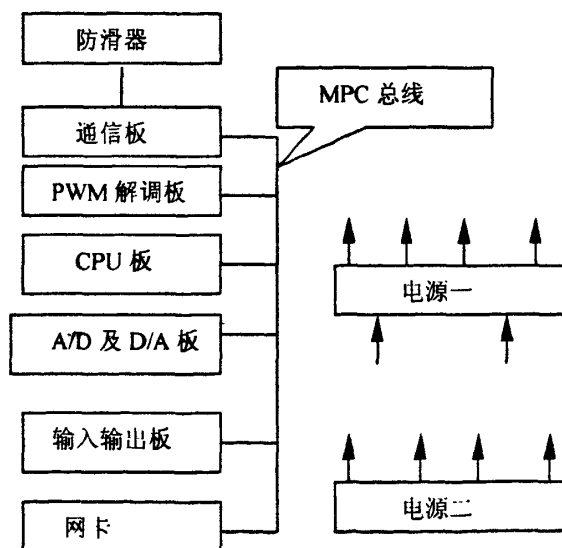 防滑器
MPC 总线
通信板
PWM 解调板
CPU 板
电源一
A/D 及 D/A 板
输入输出板
电源二
网卡